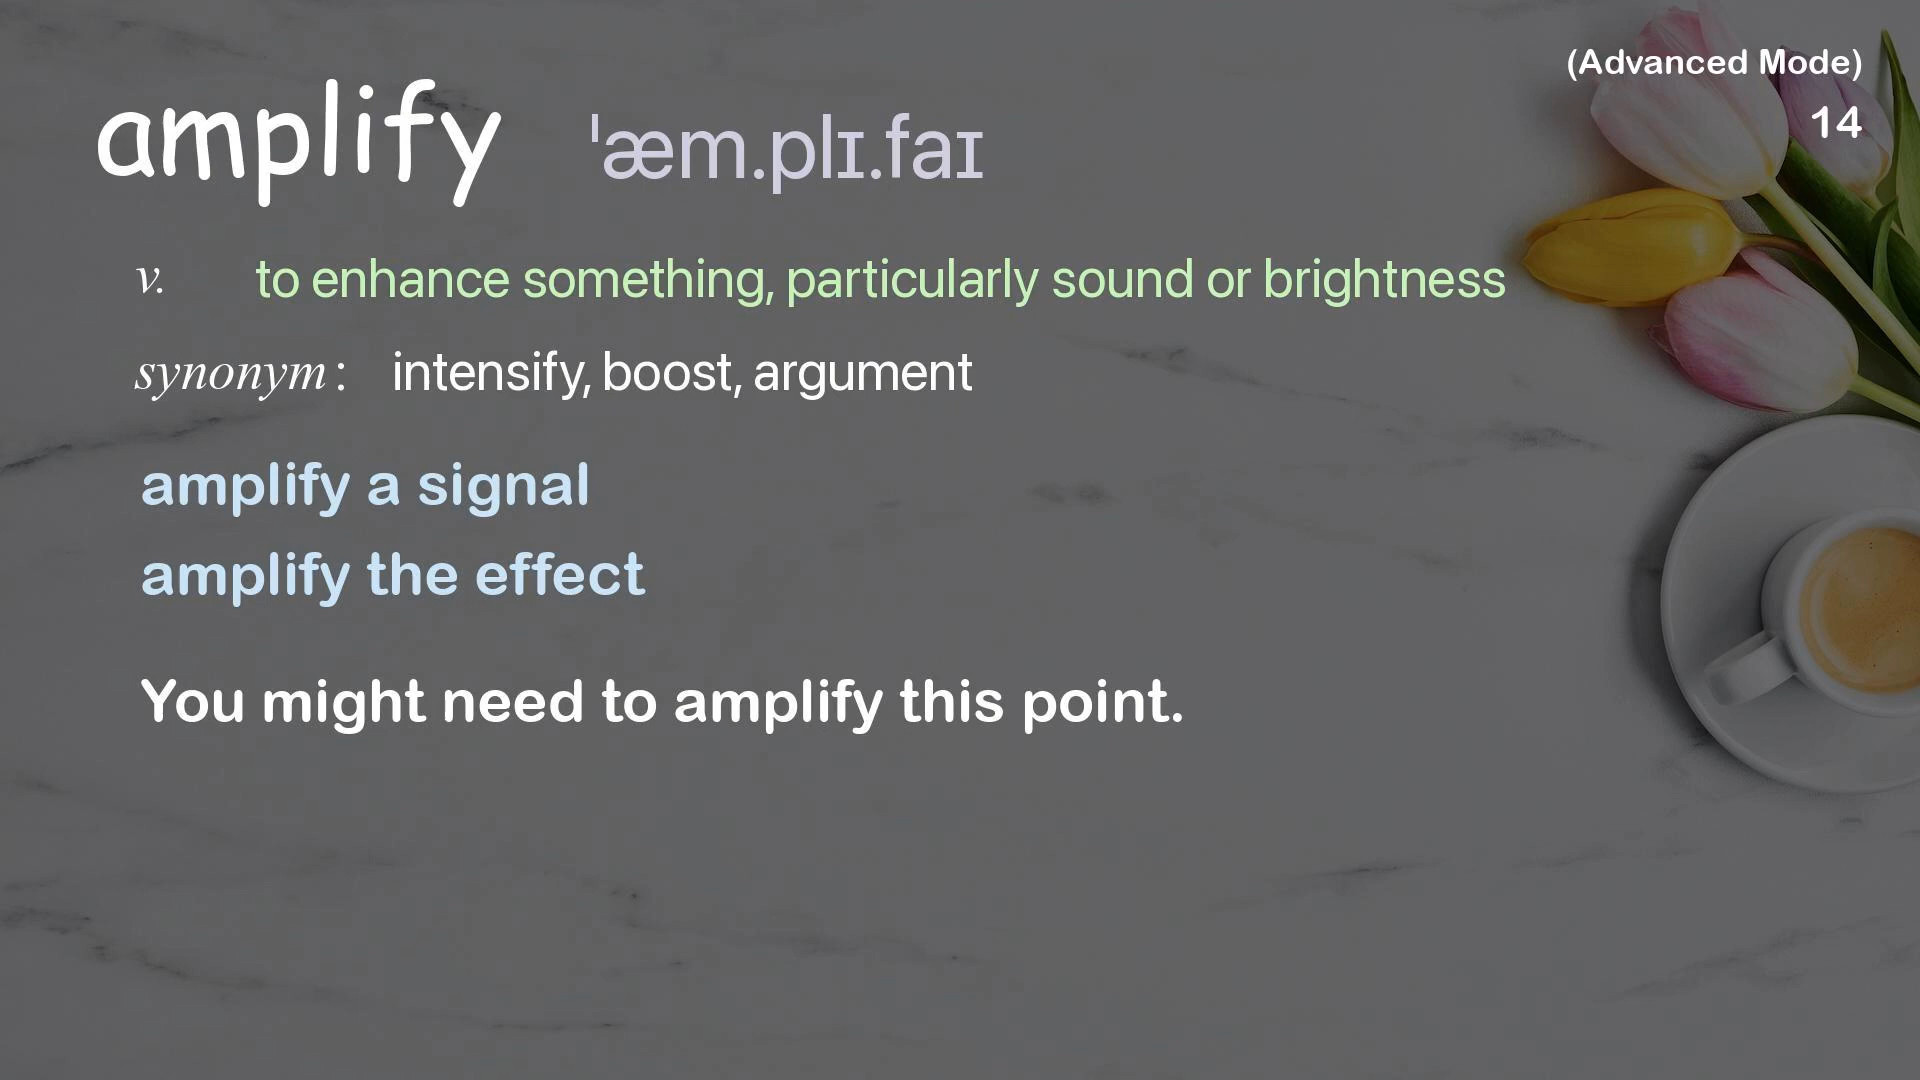 (Advanced Mode)
14
amplify ˈæm.plɪ.faɪ
v. to enhance something, particularly sound or brightness
synonym: intensify, boost, argument
amplify a signal
amplify the effect
You might need to amplify this point.